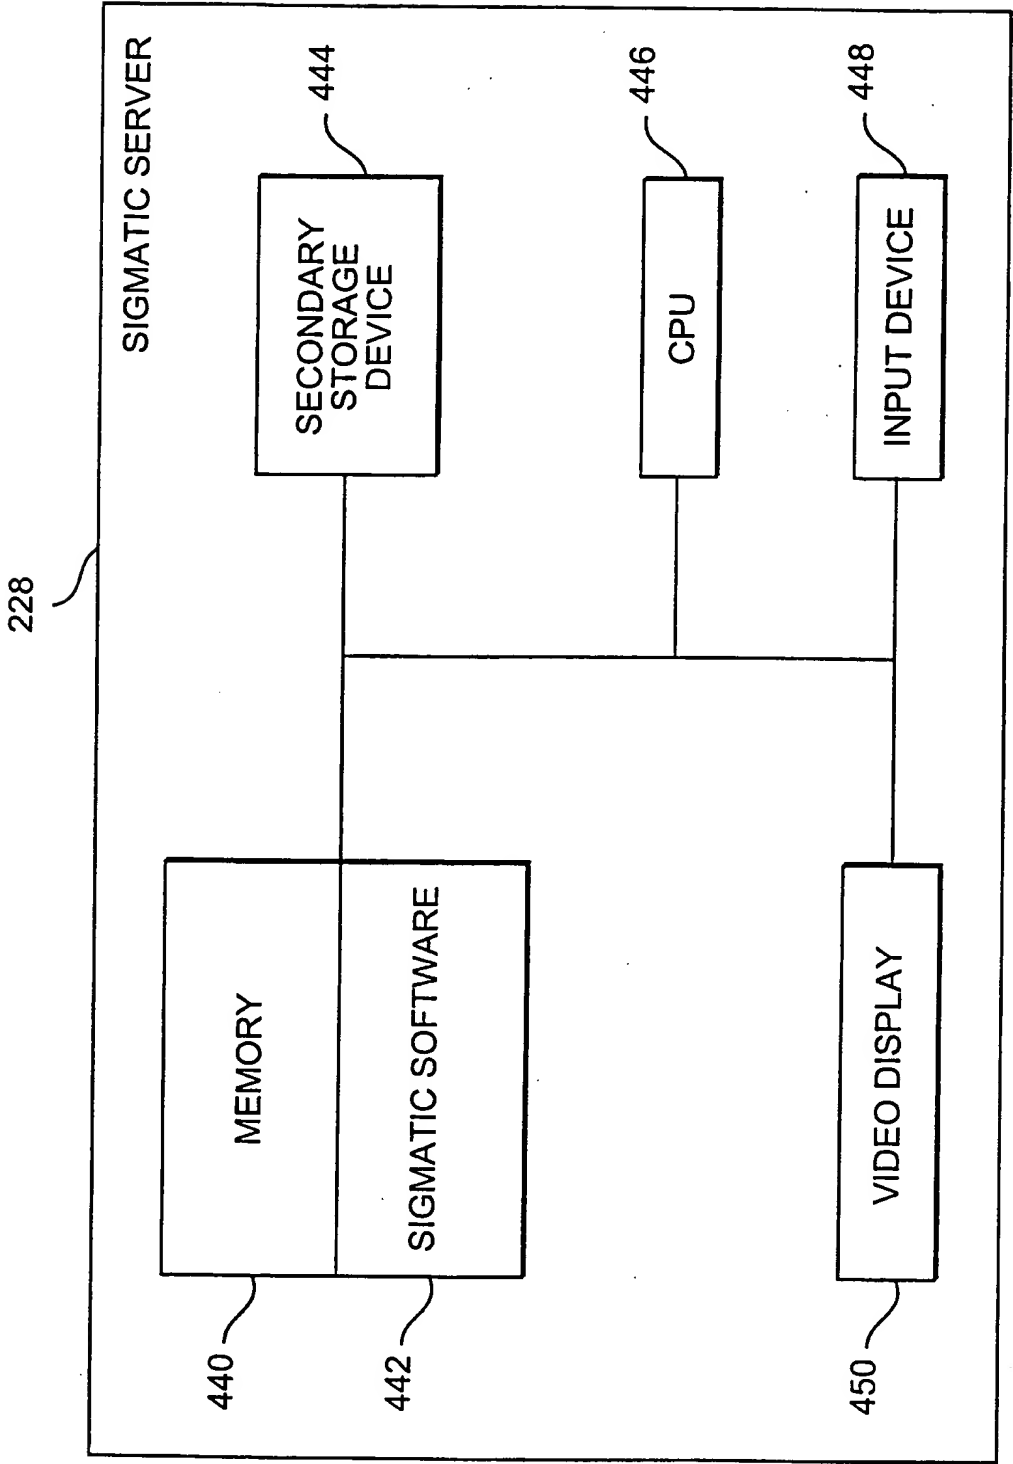 228
SIGMATIC SERVER
440
MEMORY
442
SIGMATIC SOFTWARE
SECONDARY
STORAGE
DEVICE
444
CPU
446
450
VIDEO DISPLAY
INPUT DEVICE
448